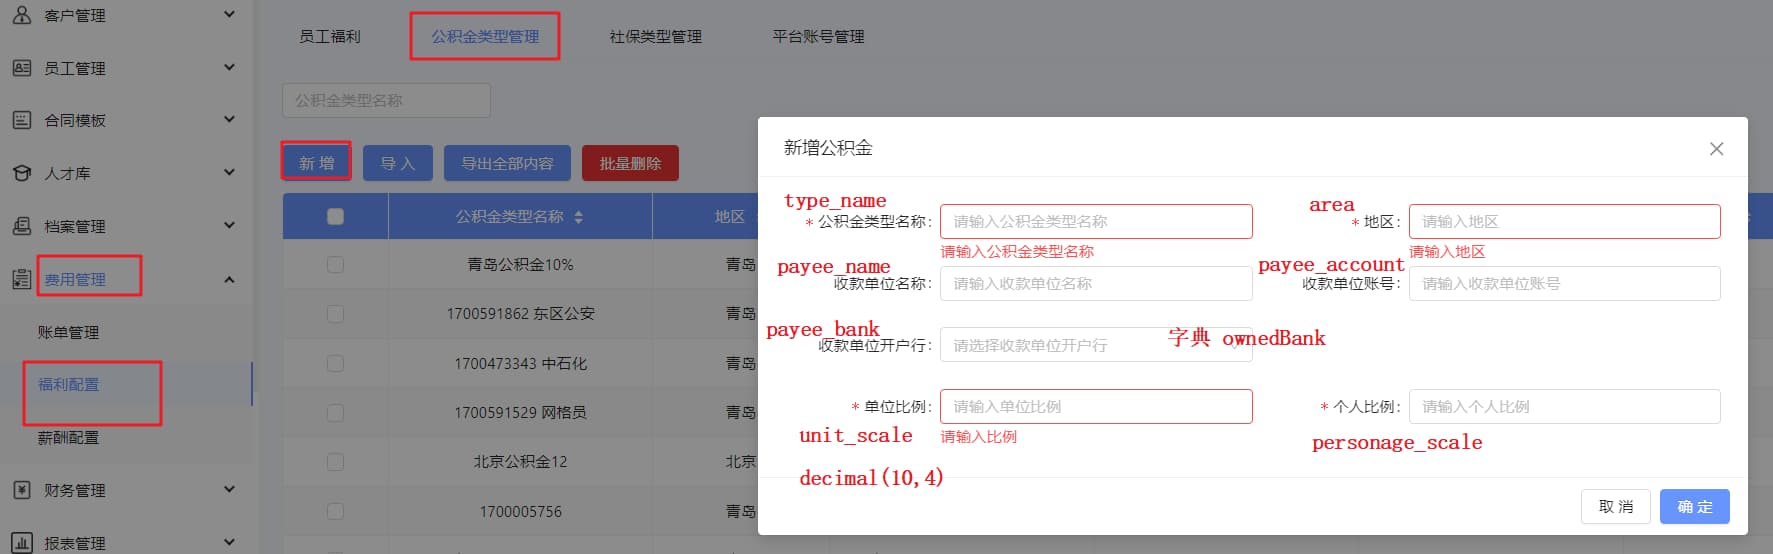 客户管理
员工管理
合同模板
人才库
档案管理
费用管理
账单管理
福利配置
薪酬配置
财务管理
报表管理
员工福利
公积金类型管理
社保类型管理
平台账号管理
公积金类型名称
新 增
导 入
导出全部内容
批量删除
公积金类型名称
地区
青岛公积金10%
青岛
1700591862 东区公安
青岛
1700473343 中石化
青岛
1700591529 网格员
青岛
北京公积金12
北京
1700005756
青岛
新增公积金
type_name
* 公积金类型名称:
请输入公积金类型名称
请输入公积金类型名称
area
* 地区:
请输入地区
请输入地区
payee_name
收款单位名称:
请输入收款单位名称
payee_account
收款单位账号:
请输入收款单位账号
payee_bank
收款单位开户行:
请选择收款单位开户行
字典 ownedBank
* 单位比例:
请输入单位比例
请输入比例
unit_scale
decimal(10,4)
* 个人比例:
请输入个人比例
personage_scale
取 消
确 定